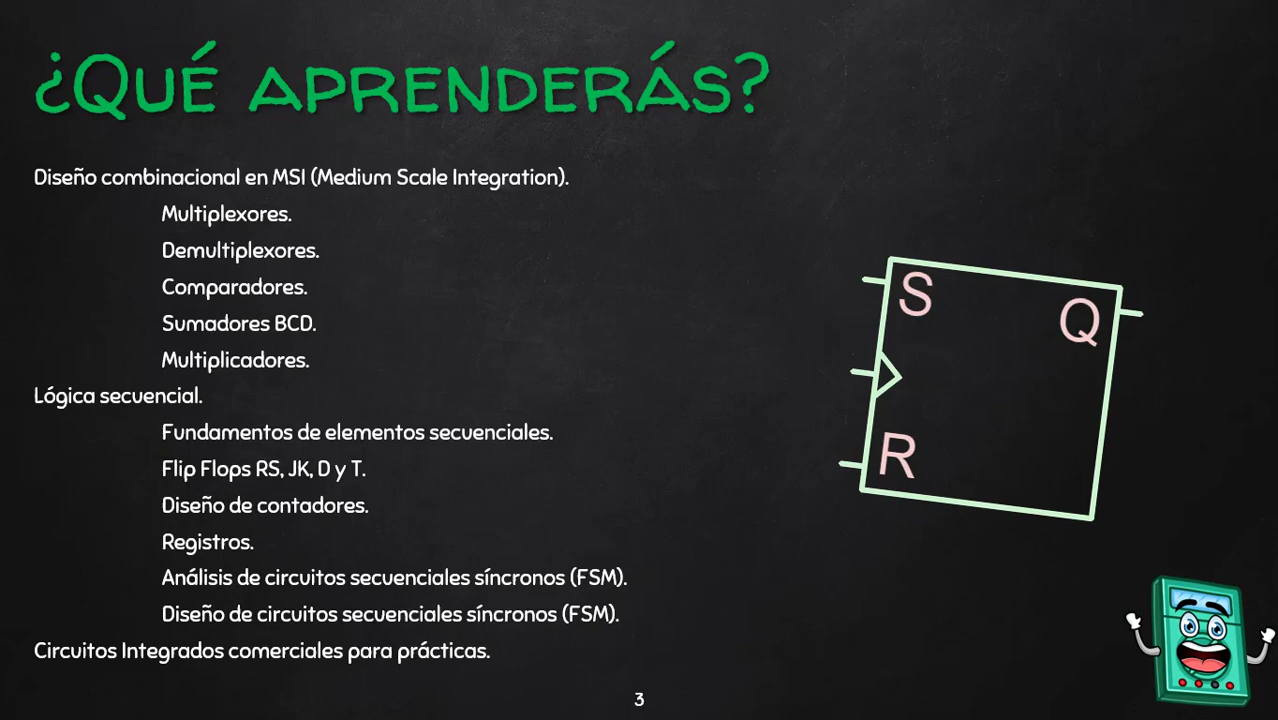 ¿Qué aprenderás?
Diseño combinacional en MSI (Medium Scale Integration).
Multiplexores.
Demultiplexores.
Comparadores.
Sumadores BCD.
Multiplicadores.
Lógica secuencial.
Fundamentos de elementos secuenciales.
Flip Flops RS, JK, D y T.
Diseño de contadores.
Registros.
Análisis de circuitos secuenciales síncronos (FSM).
Diseño de circuitos secuenciales síncronos (FSM).
Circuitos Integrados comerciales para prácticas.
S
Q
R
3